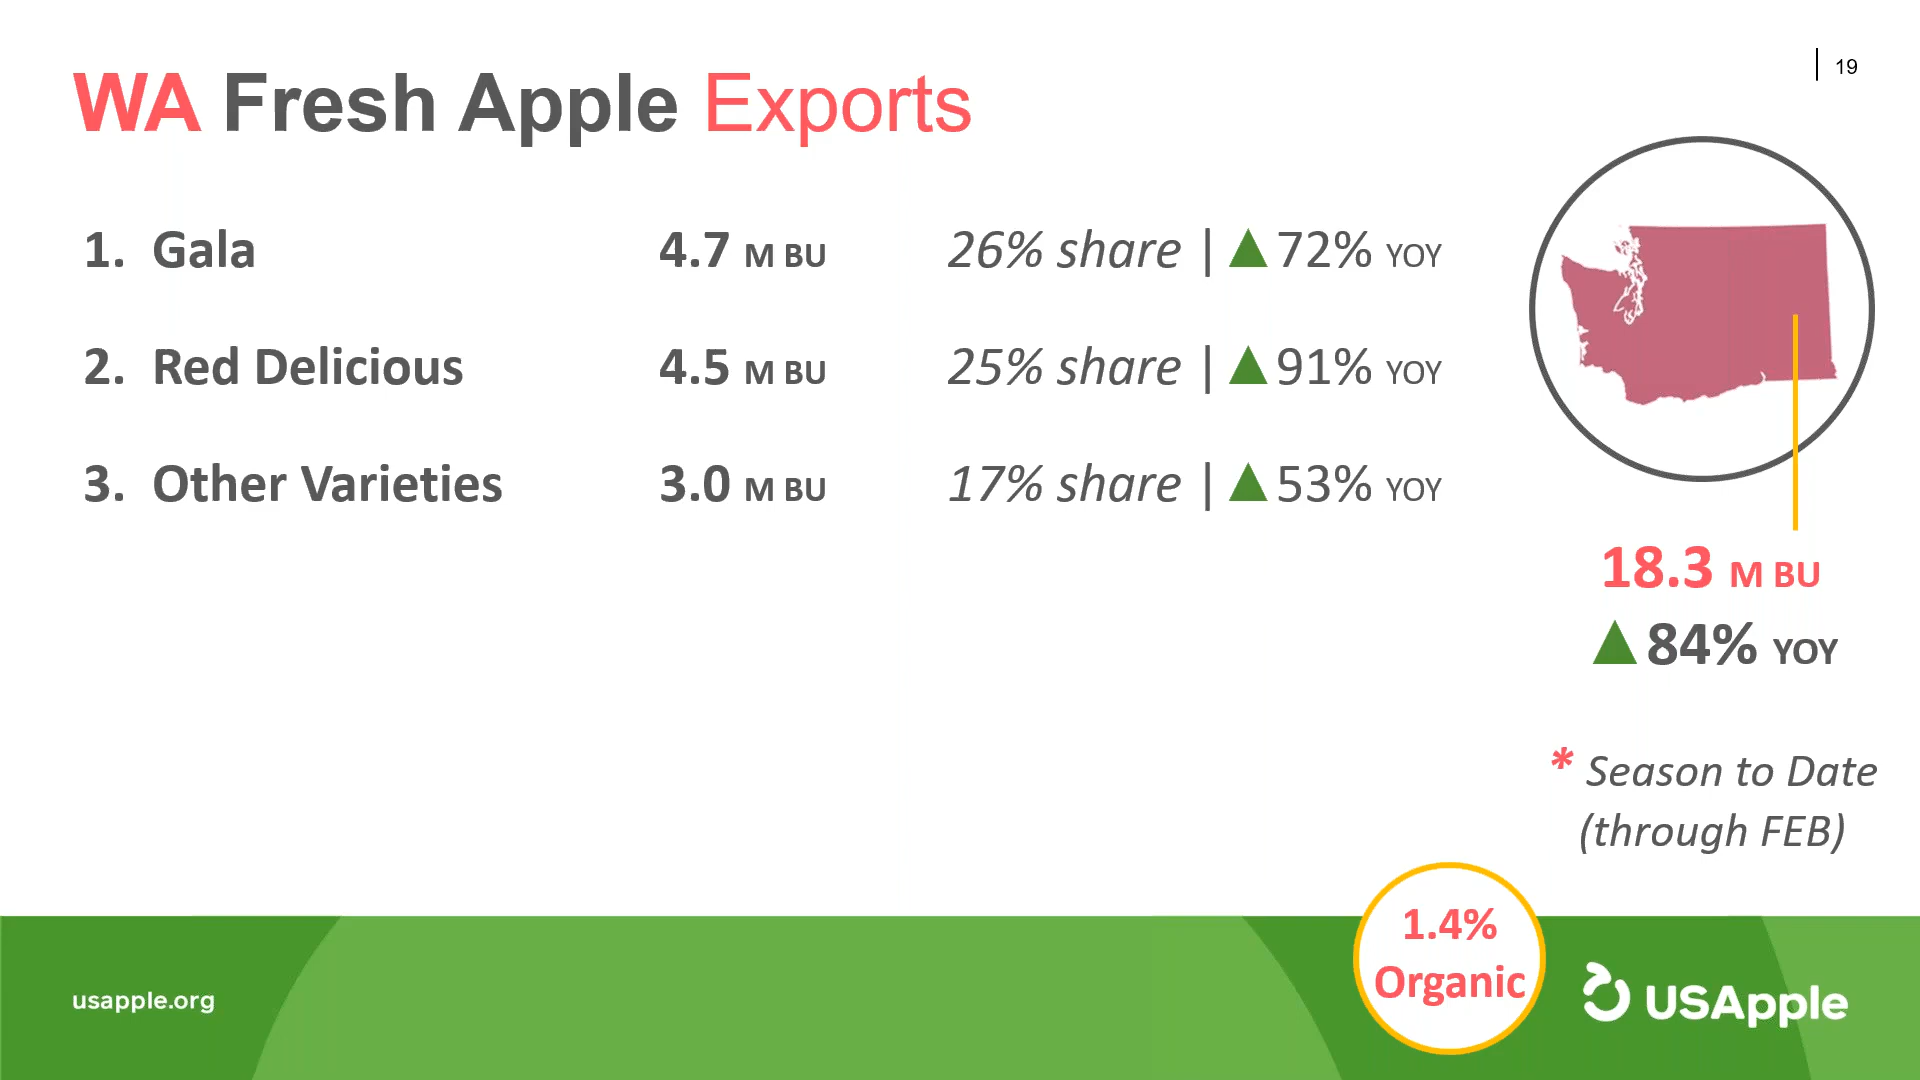 19
WA Fresh Apple Exports
1. Gala 4.7 M BU 26% share | ▲72% YOY
2. Red Delicious 4.5 M BU 25% share | ▲91% YOY
3. Other Varieties 3.0 M BU 17% share | ▲53% YOY
18.3 M BU
▲84% YOY
* Season to Date
(through FEB)
1.4%
Organic
usapple.org
USApple